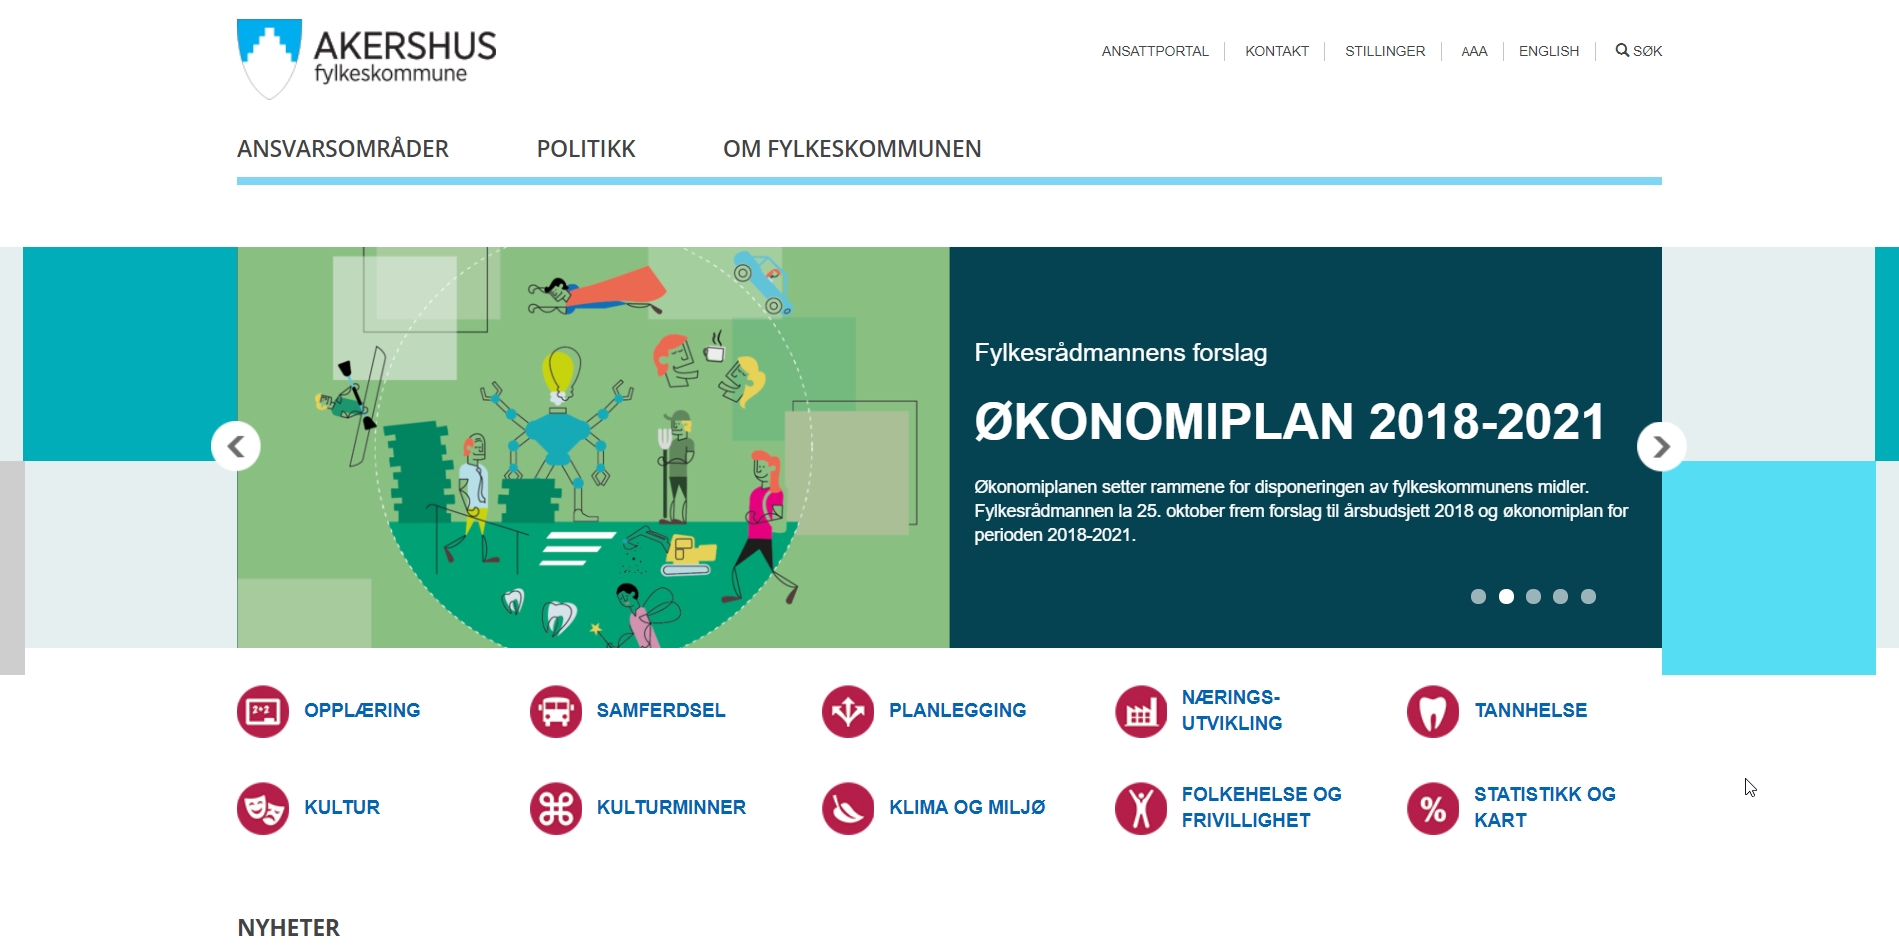 AKERSHUS
fylkeskommune
ANSATTPORTAL
KONTAKT
STILLINGER
AAA
ENGLISH
SØK
ANSVARSOMRÅDER
POLITIKK
OM FYLKESKOMMUNEN
Fylkesrådmannens forslag
ØKONOMIPLAN 2018-2021
Økonomiplanen setter rammene for disponeringen av fylkeskommunens midler.
Fylkesrådmannen la 25. oktober frem forslag til årsbudsjett 2018 og økonomiplan for
perioden 2018-2021.
2+2
OPPLÆRING
SAMFERDSEL
PLANLEGGING
NÆRINGS-
UTVIKLING
TANNHELSE
KULTUR
KULTURMINNER
KLIMA OG MILJØ
FOLKEHELSE OG
FRIVILLIGHET
%
STATISTIKK OG
KART
NYHETER